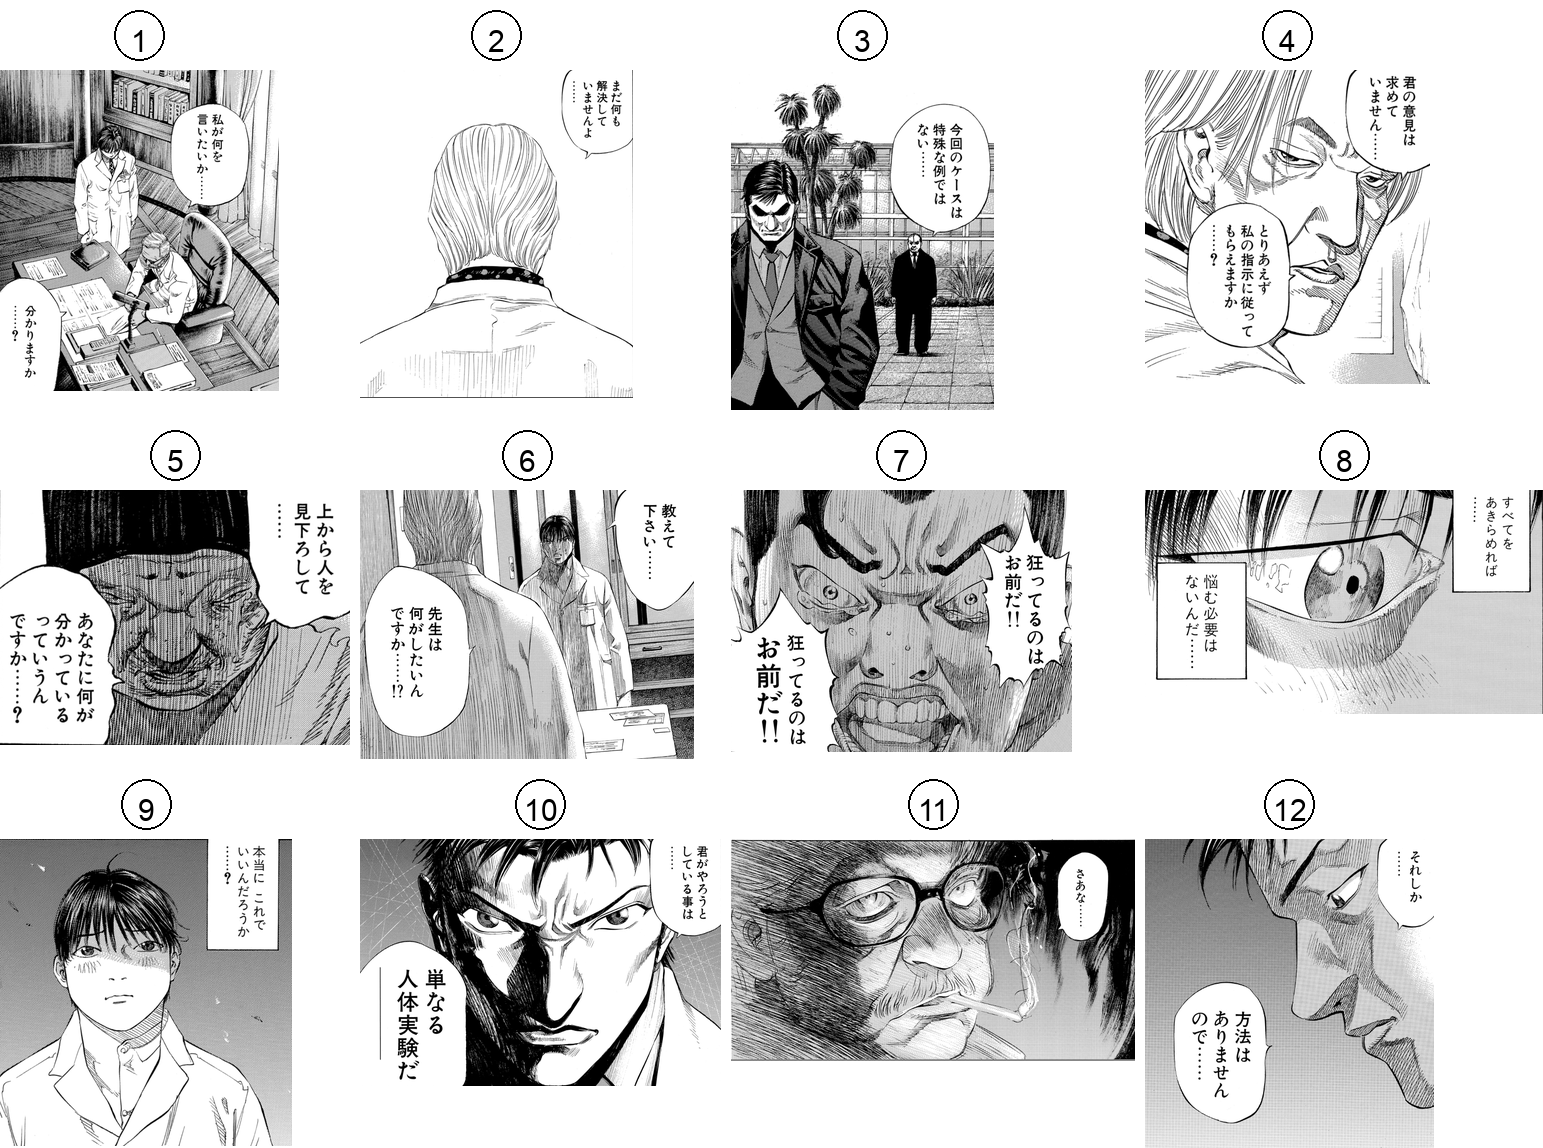 1
私が何を
言いたいか……
分かりますか
……?
2
まだ何も
解決して
いませんよ
……
3
今回のケースは
特殊な例では
ない……
4
君の意見は
求めて
いません……
とりあえず
私の指示に従って
もらえますか
……?
5
上から人を
見下ろして
……
あなたに何が
分かっている
っていうん
ですか……?
6
教えて
下さい……
先生は
何がしたいん
ですか……!?
7
狂ってるのは
お前だ!!
狂ってるのは
お前だ!!
8
すべてを
あきらめれば
……
悩む必要は
ないんだ……
9
本当に これで
いいんだろうか
……?
10
君がやろうと
している事は
……
単なる
人体実験だ
11
さあな……
12
それしか
……
方法は
ありません
ので……